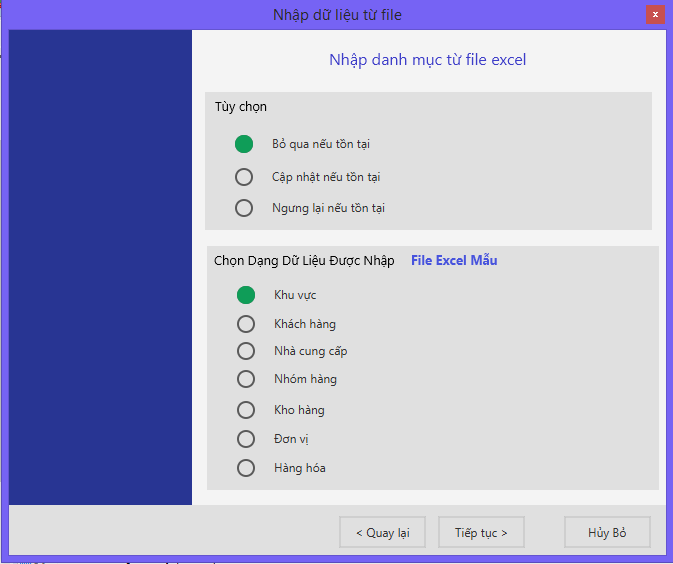 Nhập dữ liệu từ file
x
Nhập danh mục từ file excel
Tùy chọn
Bỏ qua nếu tồn tại
Cập nhật nếu tồn tại
Ngưng lại nếu tồn tại
Chọn Dạng Dữ Liệu Được Nhập File Excel Mẫu
Khu vực
Khách hàng
Nhà cung cấp
Nhóm hàng
Kho hàng
Đơn vị
Hàng hóa
< Quay lại Tiếp tục > Hủy Bỏ